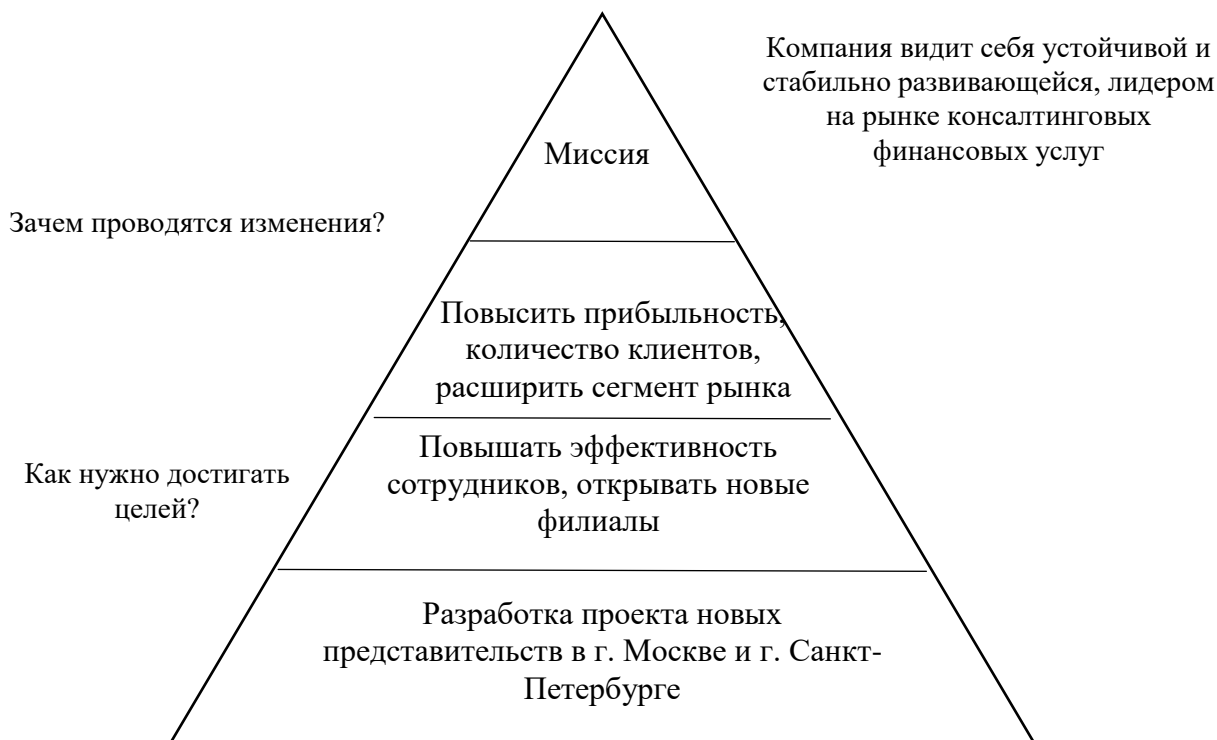 Компания видит себя устойчивой и
стабильно развивающейся, лидером
на рынке консалтинговых
финансовых услуг
Миссия
Зачем проводятся изменения?
Повысить прибыльность,
количество клиентов,
расширить сегмент рынка
Повышать эффективность
сотрудников, открывать новые
филиалы
Как нужно достигать
целей?
Разработка проекта новых
представительств в г. Москве и г. Санкт-
Петербурге